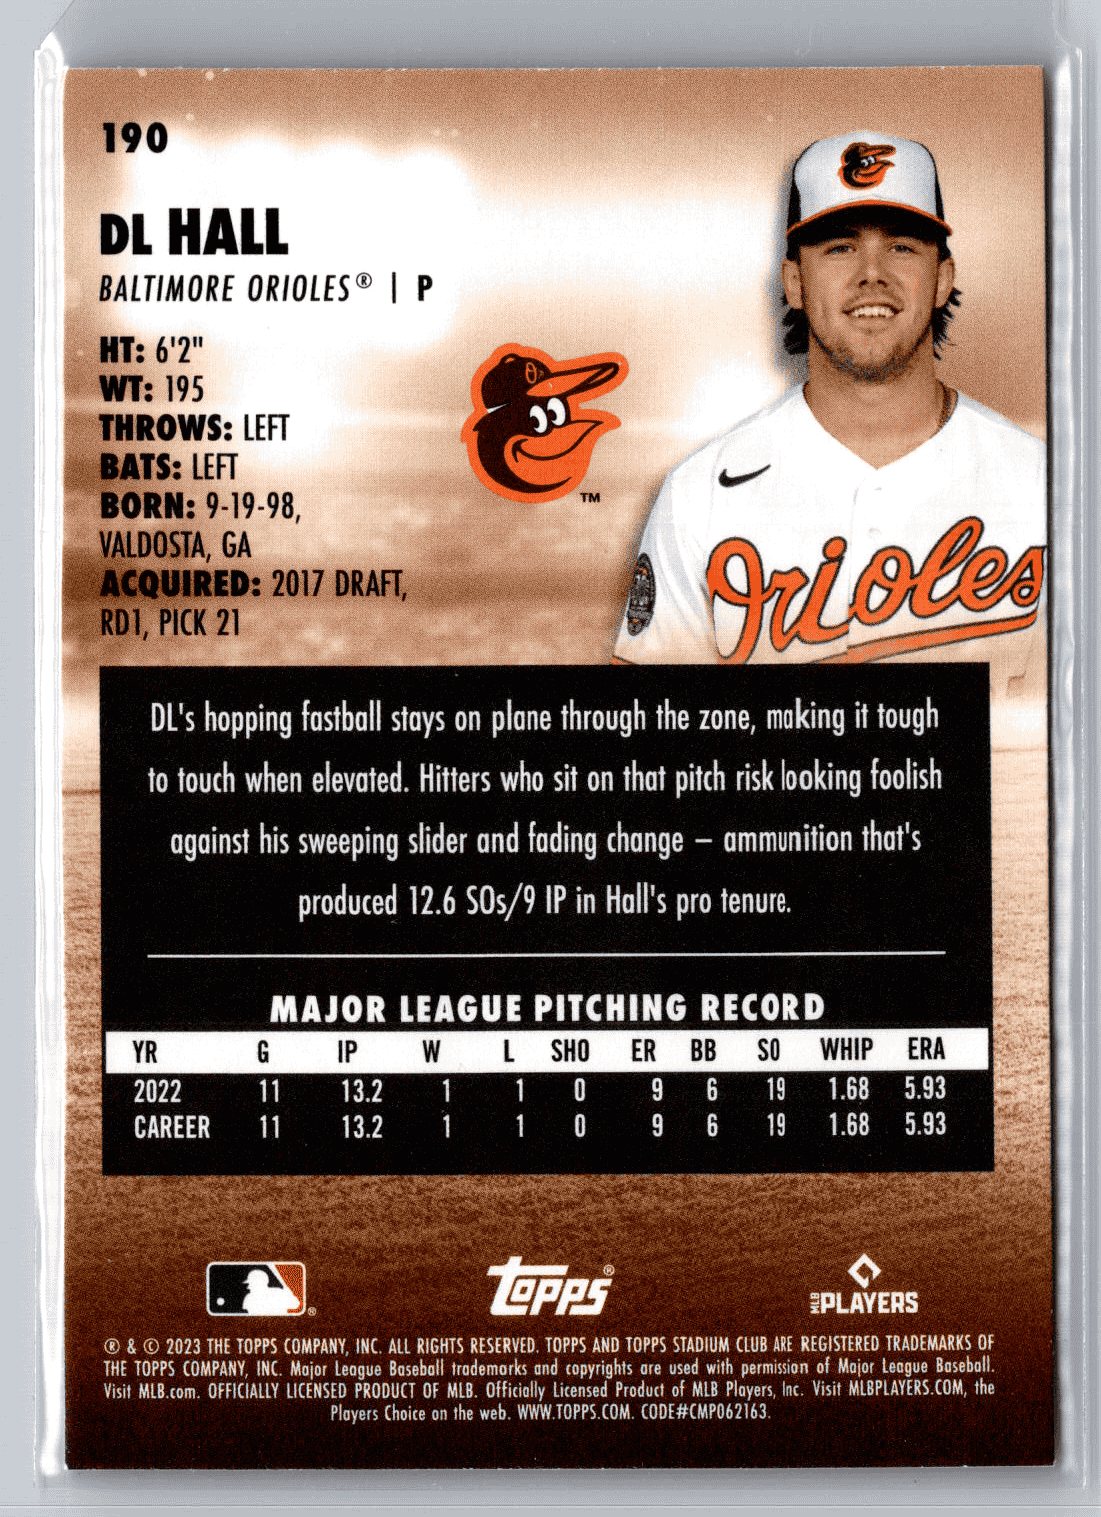 190
DL HALL
BALTIMORE ORIOLES® | P
HT: 6'2"
WT: 195
THROWS: LEFT
BATS: LEFT
BORN: 9-19-98,
VALDOSTA, GA
ACQUIRED: 2017 DRAFT,
RD1, PICK 21
TM
Orioles
DL's hopping fastball stays on plane through the zone, making it tough
to touch when elevated. Hitters who sit on that pitch risk looking foolish
against his sweeping slider and fading change – ammunition that's
produced 12.6 SOs/9 IP in Hall's pro tenure.
MAJOR LEAGUE PITCHING RECORD
YR G IP W L SHO ER BB SO WHIP ERA
2022 11 13.2 1 1 0 9 6 19 1.68 5.93
CAREER 11 13.2 1 1 0 9 6 19 1.68 5.93
® Topps® MLB PLAYERS
® & © 2023 THE TOPPS COMPANY, INC. ALL RIGHTS RESERVED. TOPPS AND TOPPS STADIUM CLUB ARE REGISTERED TRADEMARKS OF
THE TOPPS COMPANY, INC. Major League Baseball trademarks and copyrights are used with permission of Major League Baseball.
Visit MLB.com. OFFICIALLY LICENSED PRODUCT OF MLB. Officially Licensed Product of MLB Players, Inc. Visit MLBPLAYERS.COM, the
Players Choice on the web. WWW.TOPPS.COM. CODE#CMP062163.